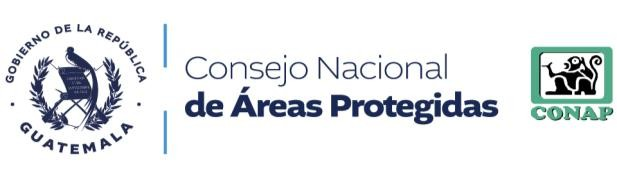 GOBIERNO DE LA REPÚBLICA
GUATEMALA
Consejo Nacional
de Áreas Protegidas
CONAP